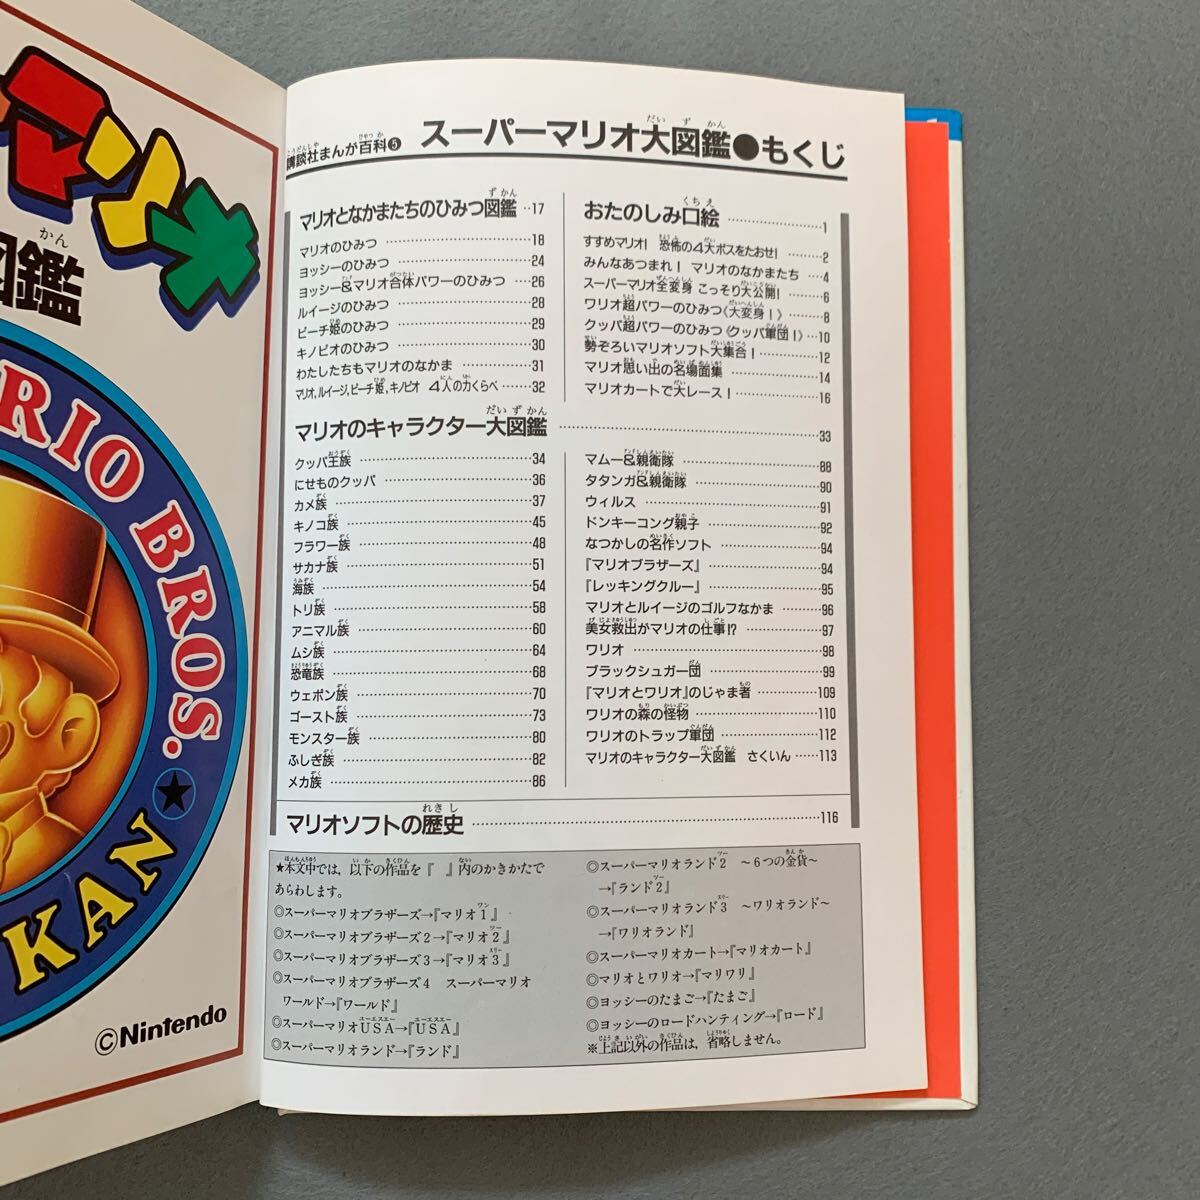 マリオ
図鑑
かん
RIO BROS.
★
KAN
©Nintendo
講談社まんが百科❺ スーパーマリオ大図鑑●もくじ
マリオとなかまたちのひみつ図鑑 ‥17
マリオのひみつ ……… 18
ヨッシーのひみつ ……… 24
ヨッシー&マリオ合体パワーのひみつ … 26
ルイージのひみつ ……… 28
ピーチ姫のひみつ ……… 29
キノピオのひみつ ……… 30
わたしたちもマリオのなかま ……… 31
マリオ,ルイージ,ピーチ姫,キノピオ 4人の力くらべ …… 32
おたのしみ口絵 ……… 1
すすめマリオ! 恐怖の4大ボスをたおせ! …… 2
みんなあつまれ! マリオのなかまたち …… 4
スーパーマリオ全変身 こっそり大公開! …… 6
ワリオ超パワーのひみつ〈大変身!〉 …… 8
クッパ超パワーのひみつ〈クッパ軍団!〉 … 10
勢ぞろいマリオソフト大集合! …… 12
マリオ思い出の名場面集 ……… 14
マリオカートで大レース! ……… 16
マリオのキャラクター大図鑑 ……… 33
クッパ王族 ……… 34
にせものクッパ ……… 36
カメ族 ……… 37
キノコ族 ……… 45
フラワー族 ……… 48
サカナ族 ……… 51
海族 ……… 54
トリ族 ……… 58
アニマル族 ……… 60
ムシ族 ……… 64
恐竜族 ……… 68
ウェポン族 ……… 70
ゴースト族 ……… 73
モンスター族 ……… 80
ふしぎ族 ……… 82
メカ族 ……… 86
マムー&親衛隊 ……… 88
タタンガ&親衛隊 ……… 90
ウィルス ……… 91
ドンキーコング親子 ……… 92
なつかしの名作ソフト ……… 94
『マリオブラザーズ』 ……… 94
『レッキングクルー』 ……… 95
マリオとルイージのゴルフなかま …… 96
美女救出がマリオの仕事!? ……… 97
ワリオ ……… 98
ブラックシュガー団 ……… 99
『マリオとワリオ』のじゃま者 ……… 109
ワリオの森の怪物 ……… 110
ワリオのトラップ軍団 ……… 112
マリオのキャラクター大図鑑 さくいん …… 113
マリオソフトの歴史 ……… 116
★本文中では,以下の作品を『 』内のかきかたで
あらわします。
◎スーパーマリオブラザーズ→『マリオ1』
◎スーパーマリオブラザーズ2→『マリオ2』
◎スーパーマリオブラザーズ3→『マリオ3』
◎スーパーマリオブラザーズ4 スーパーマリオ
ワールド→『ワールド』
◎スーパーマリオUSA→『USA』
◎スーパーマリオランド→『ランド』
◎スーパーマリオランド2 ～6つの金貨～
→『ランド2』
◎スーパーマリオランド3 ～ワリオランド～
→『ワリオランド』
◎スーパーマリオカート→『マリオカート』
◎マリオとワリオ→『マリワリ』
◎ヨッシーのたまご→『たまご』
◎ヨッシーのロードハンティング→『ロード』
※上記以外の作品は,省略しません。